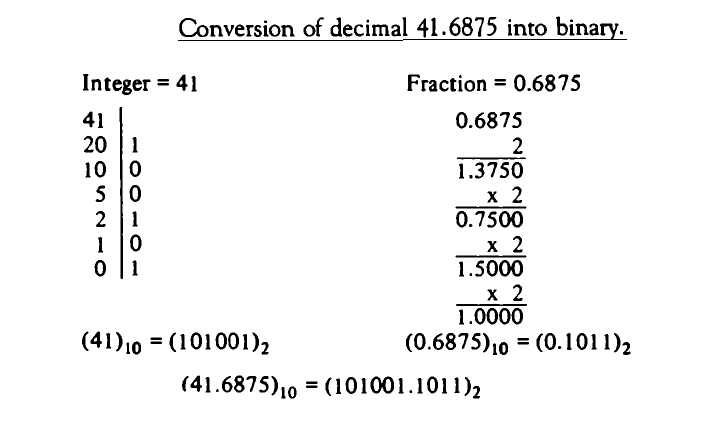 Conversion of decimal 41.6875 into binary.
Integer = 41
41
20 1
10 0
5 0
2 1
1 0
0 1
(41)₁₀ = (101001)₂
Fraction = 0.6875
0.6875
2
1.3750
x 2
0.7500
x 2
1.5000
x 2
1.0000
(0.6875)₁₀ = (0.1011)₂
(41.6875)₁₀ = (101001.1011)₂